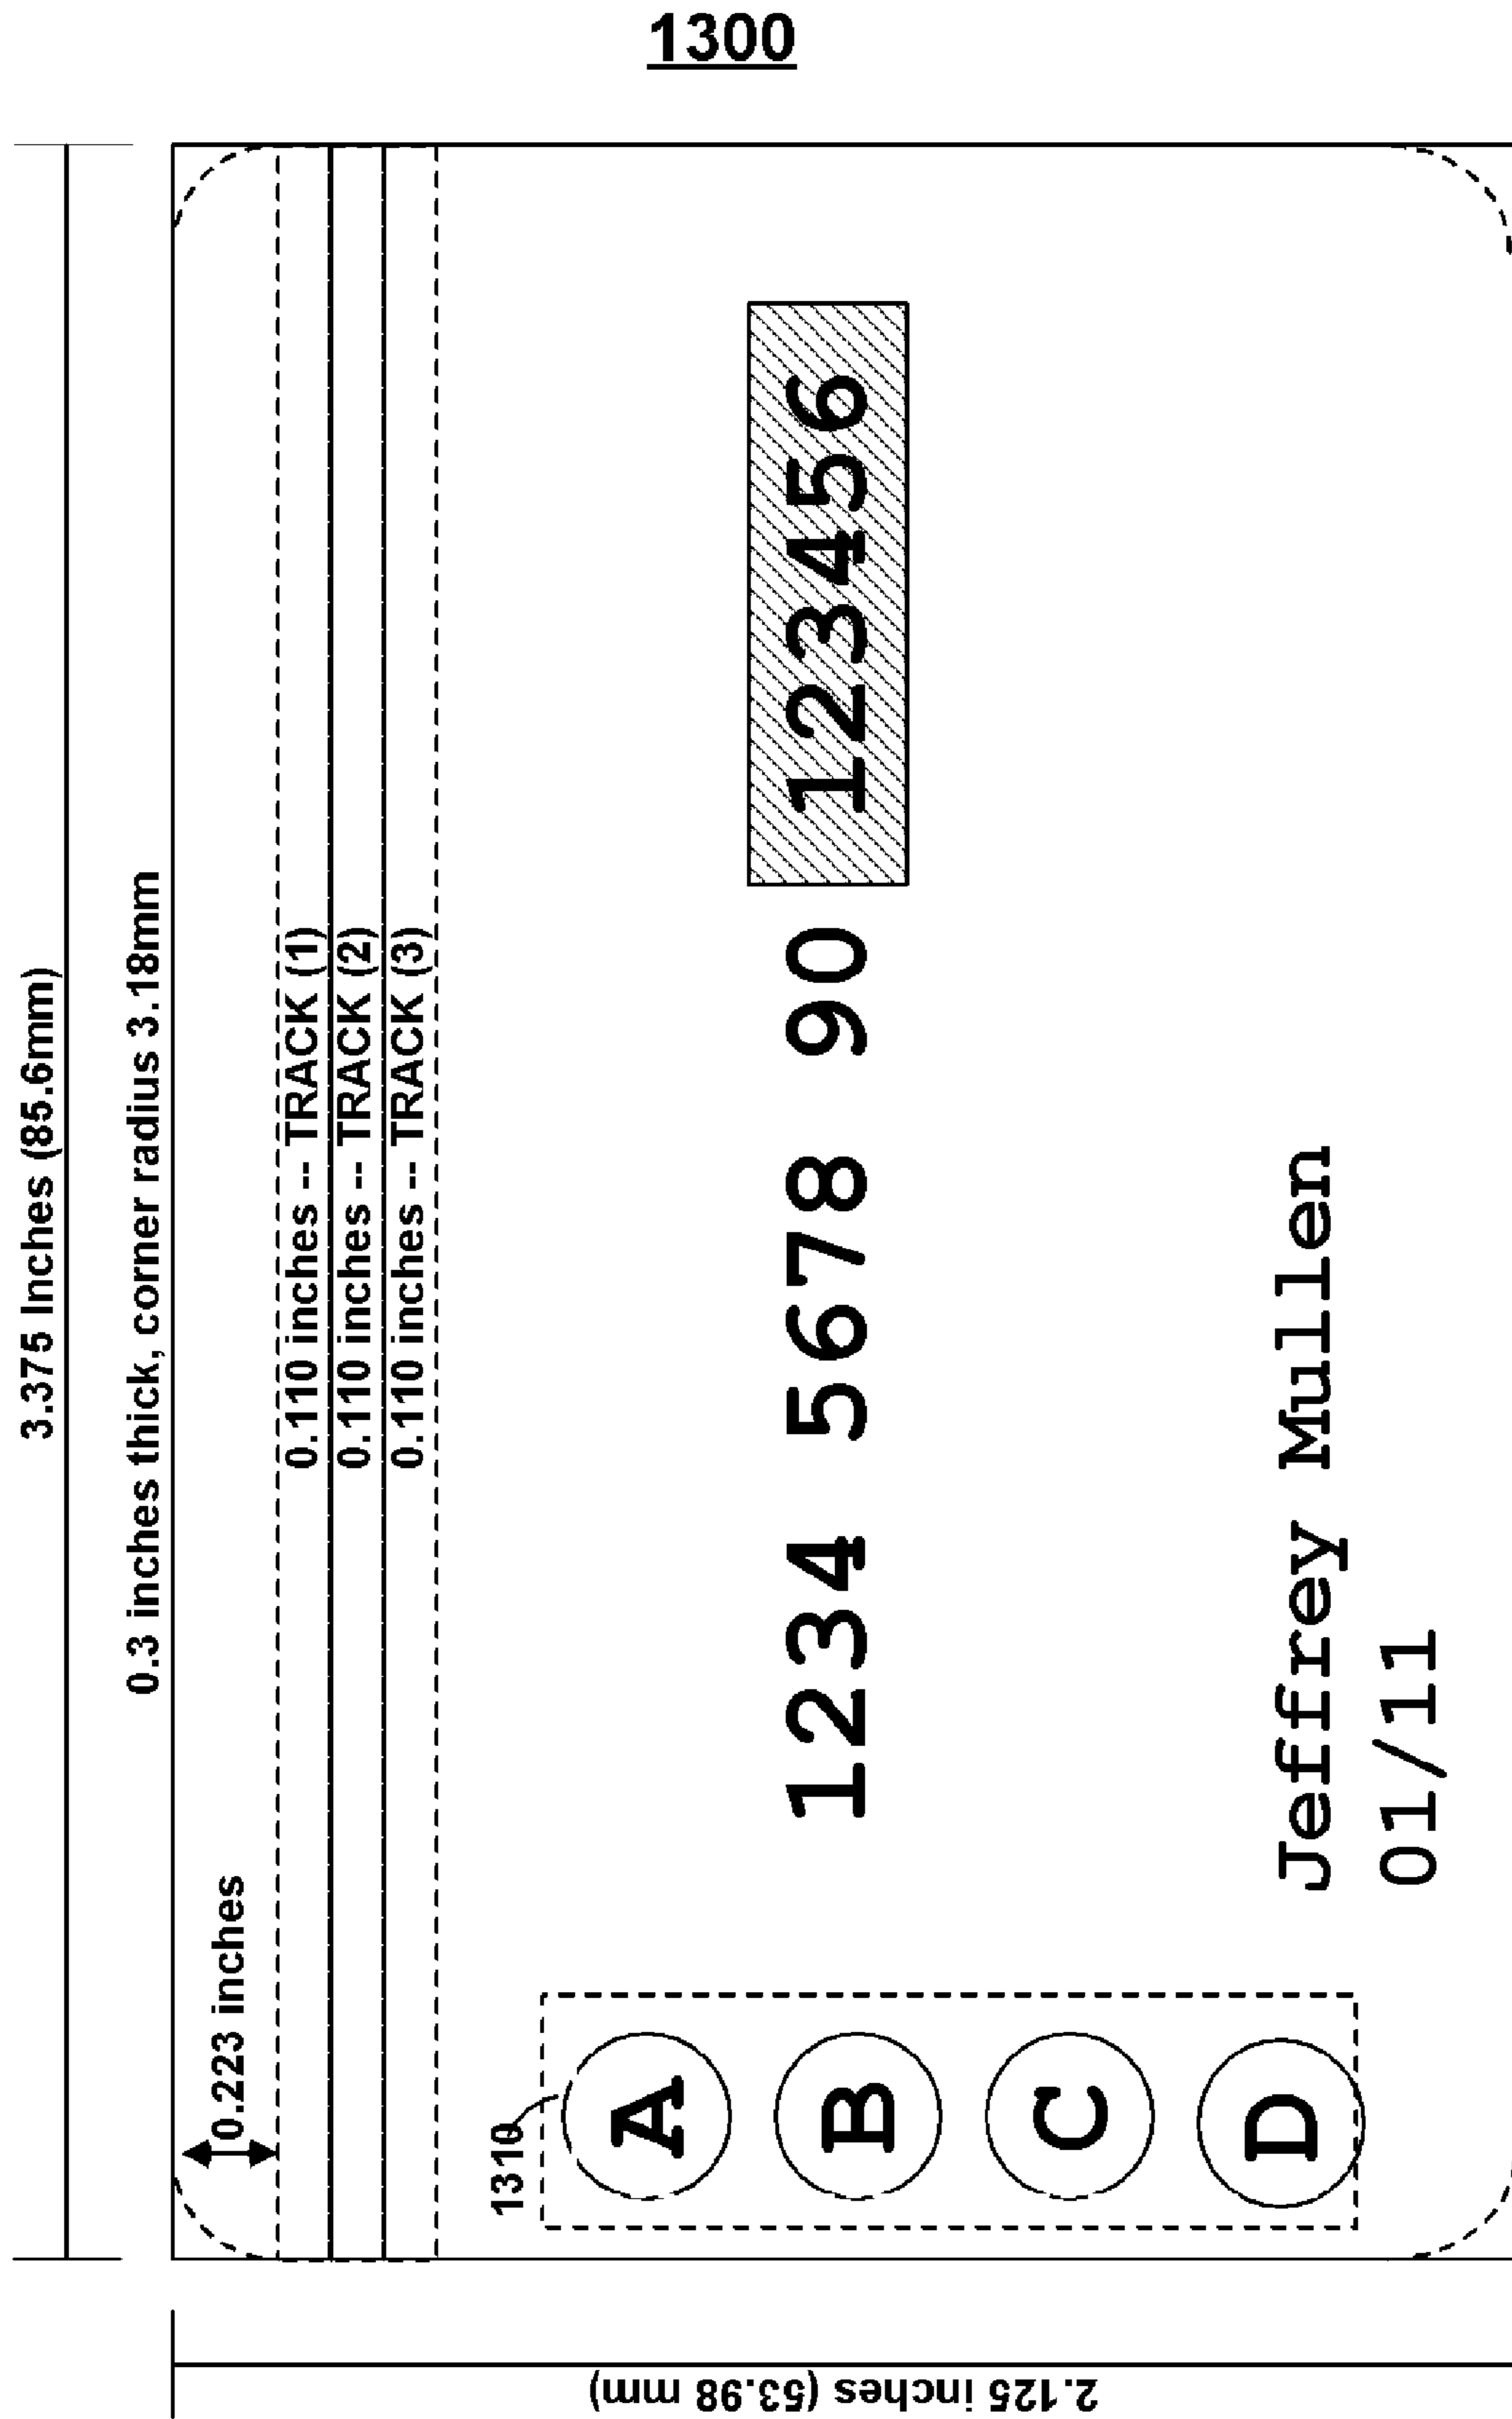 1300
3.375 Inches (85.6mm)
0.3 inches thick, corner radius 3.18mm
0.223 inches
0.110 inches -- TRACK (1)
0.110 inches -- TRACK (2)
0.110 inches -- TRACK (3)
1310
A
B
C
D
1234 5678 90 123456
Jeffrey Mullen
01/11
2.125 inches (53.98 mm)